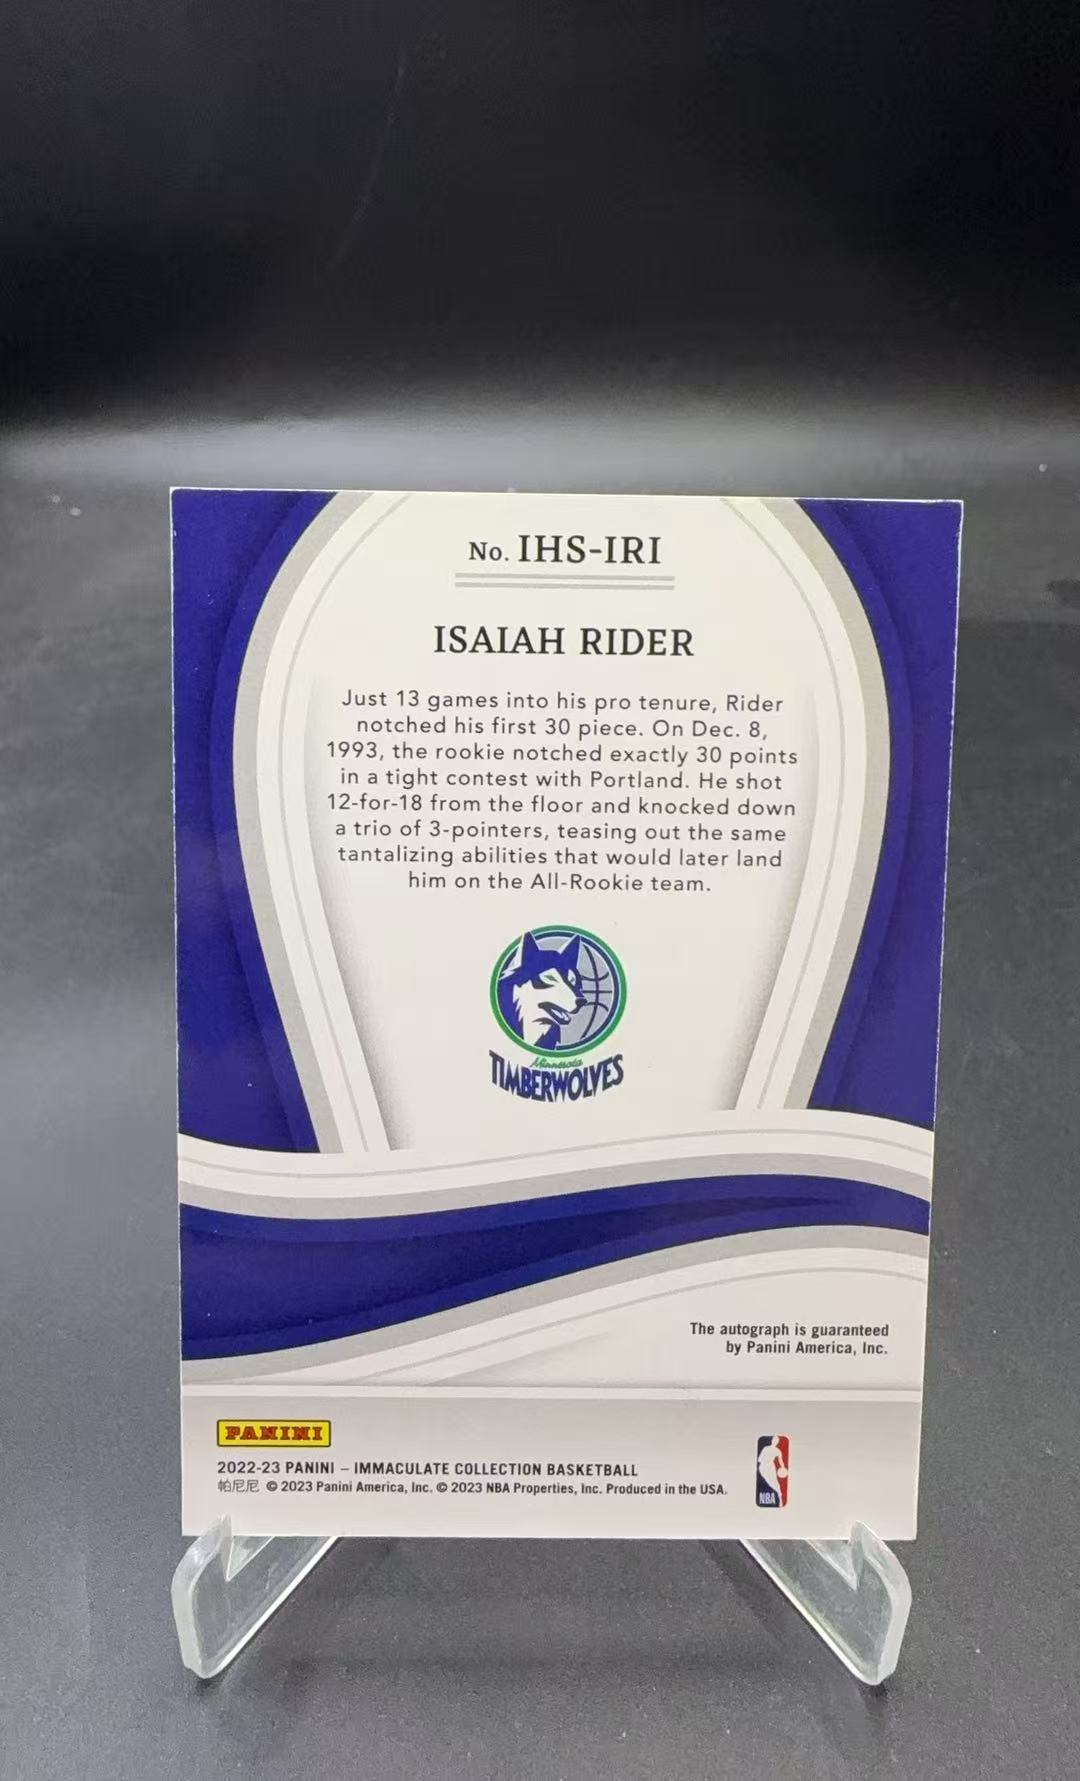 No. IHS-IRI
ISAIAH RIDER
Just 13 games into his pro tenure, Rider
notched his first 30 piece. On Dec. 8,
1993, the rookie notched exactly 30 points
in a tight contest with Portland. He shot
12-for-18 from the floor and knocked down
a trio of 3-pointers, teasing out the same
tantalizing abilities that would later land
him on the All-Rookie team.
Minnesota
TIMBERWOLVES
The autograph is guaranteed
by Panini America, Inc.
PANINI
2022-23 PANINI – IMMACULATE COLLECTION BASKETBALL
帕尼尼 © 2023 Panini America, Inc. © 2023 NBA Properties, Inc. Produced in the USA.
NBA